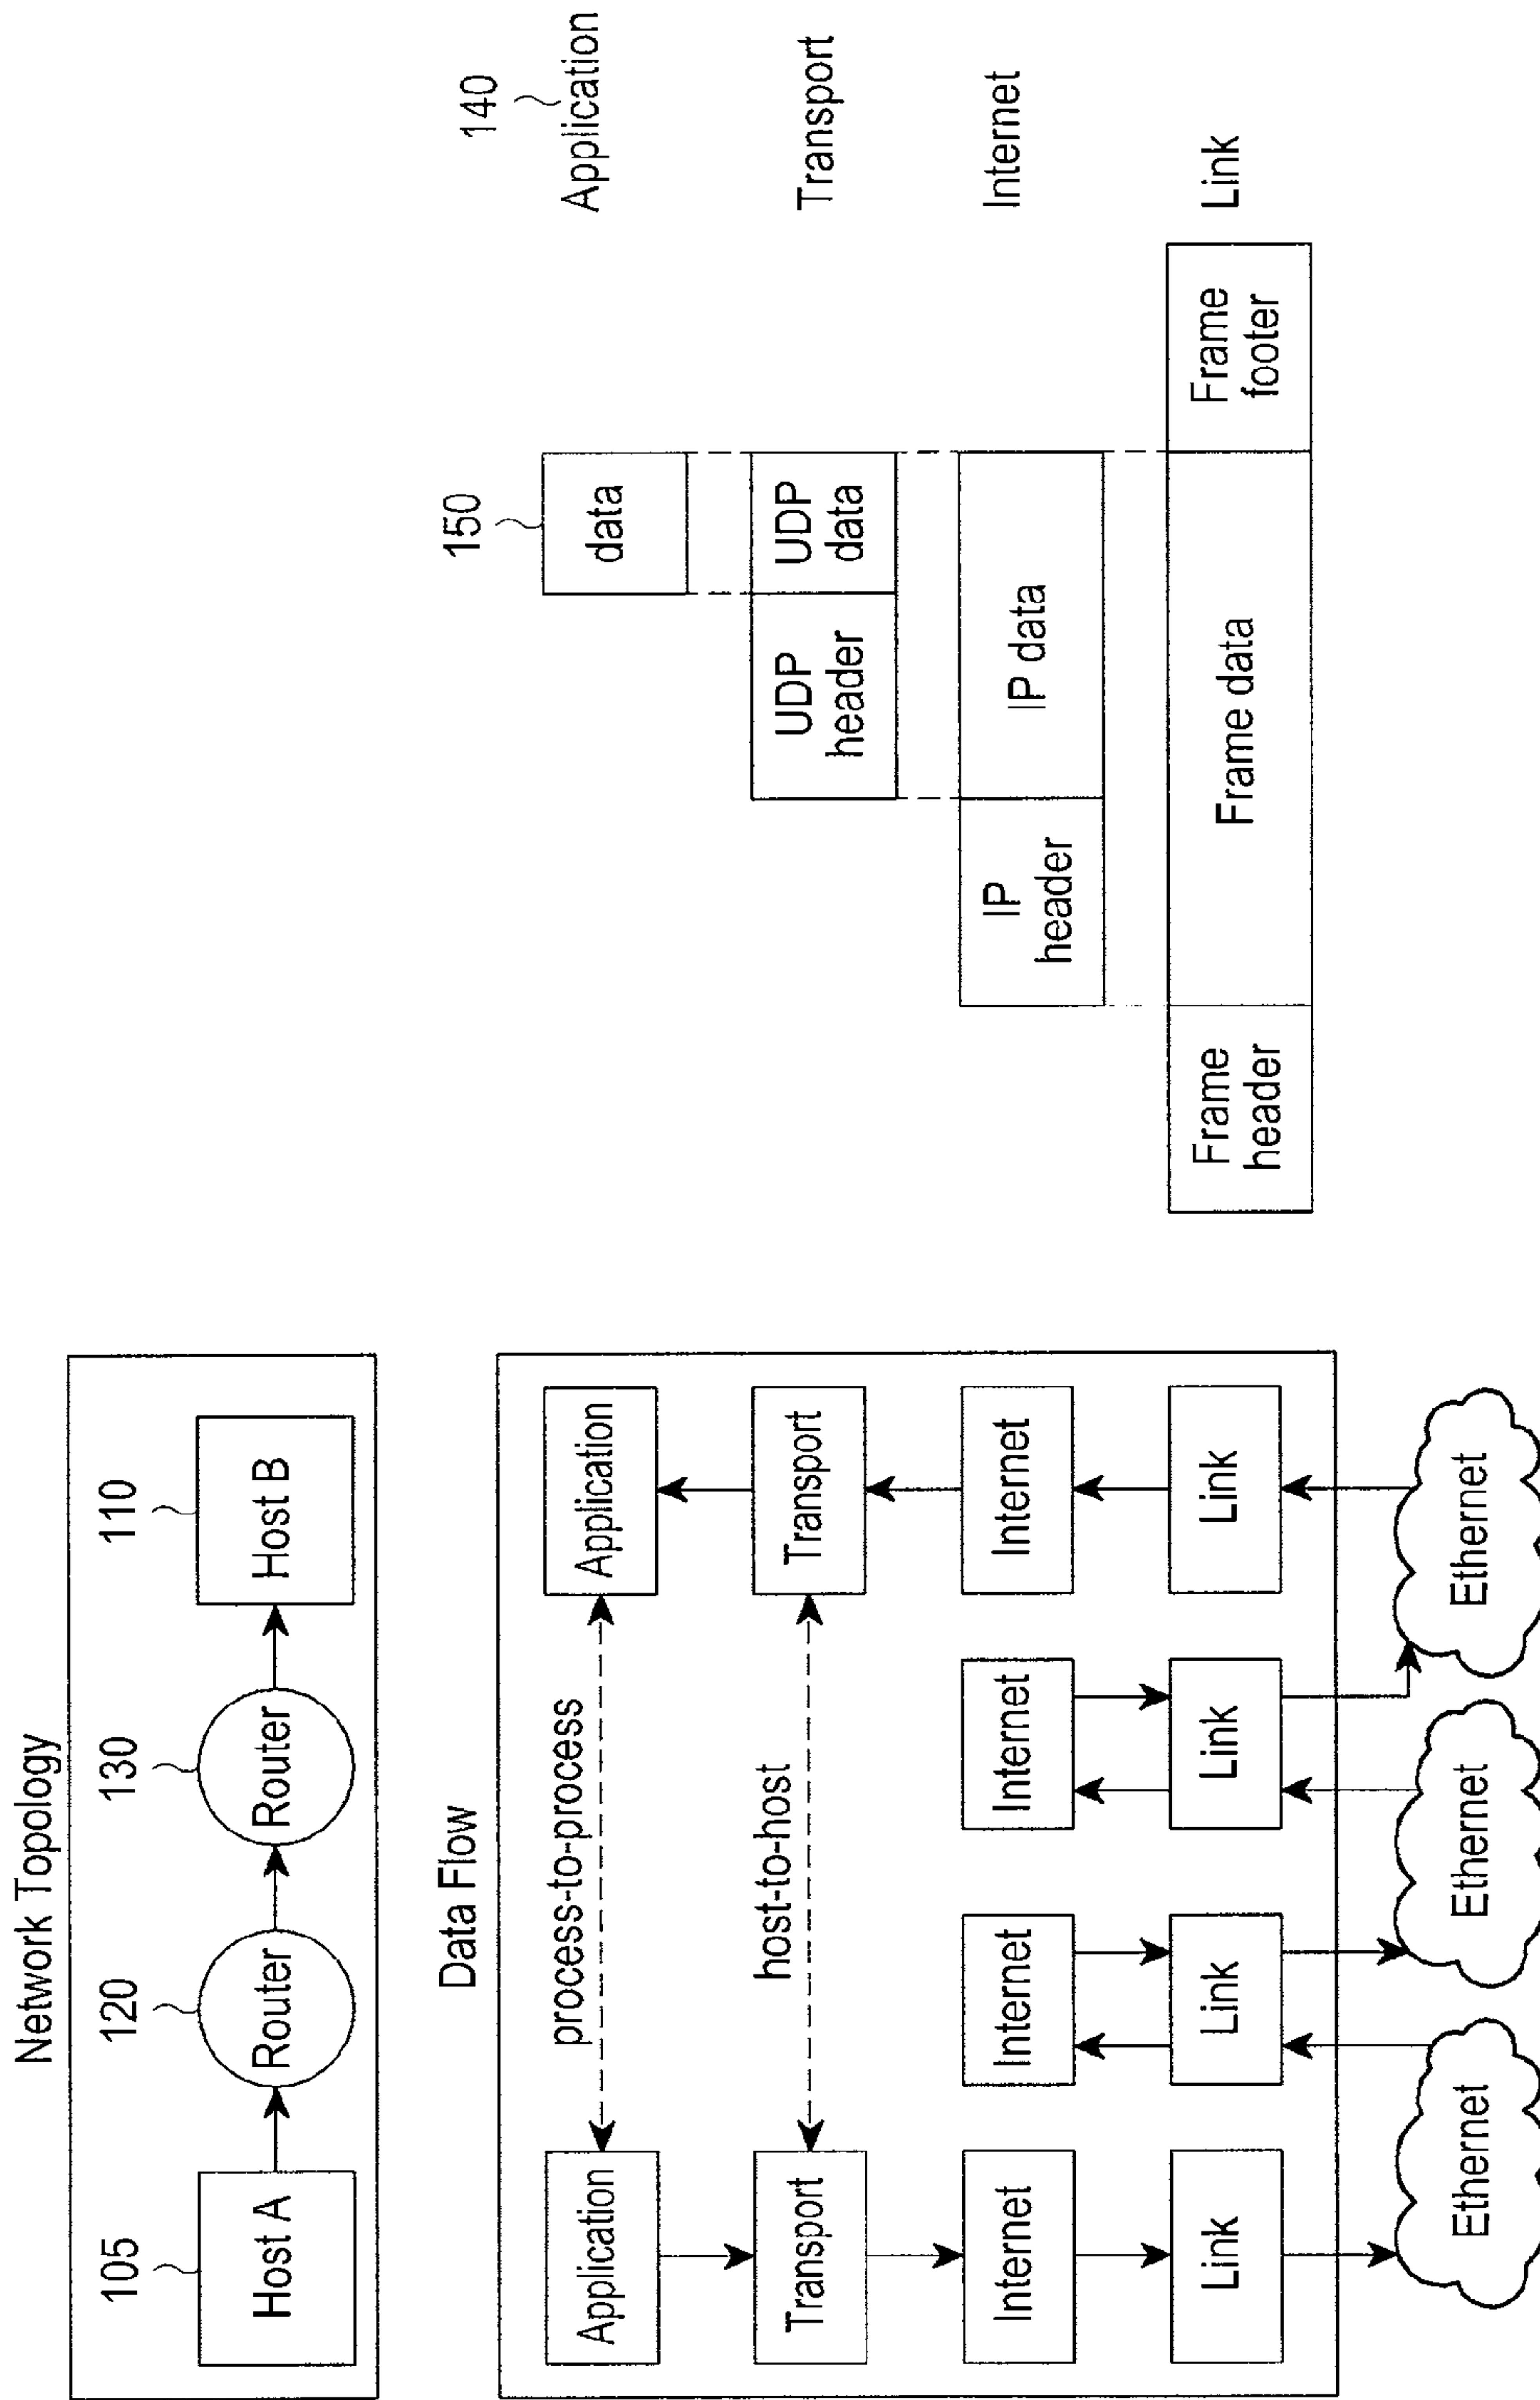 Network Topology
105
120
130
110
Host A
Router
Router
Host B
Data Flow
Application
process-to-process
Application
Transport
host-to-host
Transport
Internet
Internet
Internet
Internet
Link
Link
Link
Link
Ethernet
Ethernet
Ethernet
150
140
data
Application
UDP
header
UDP
data
Transport
IP
header
IP data
Internet
Frame
header
Frame data
Frame
footer
Link